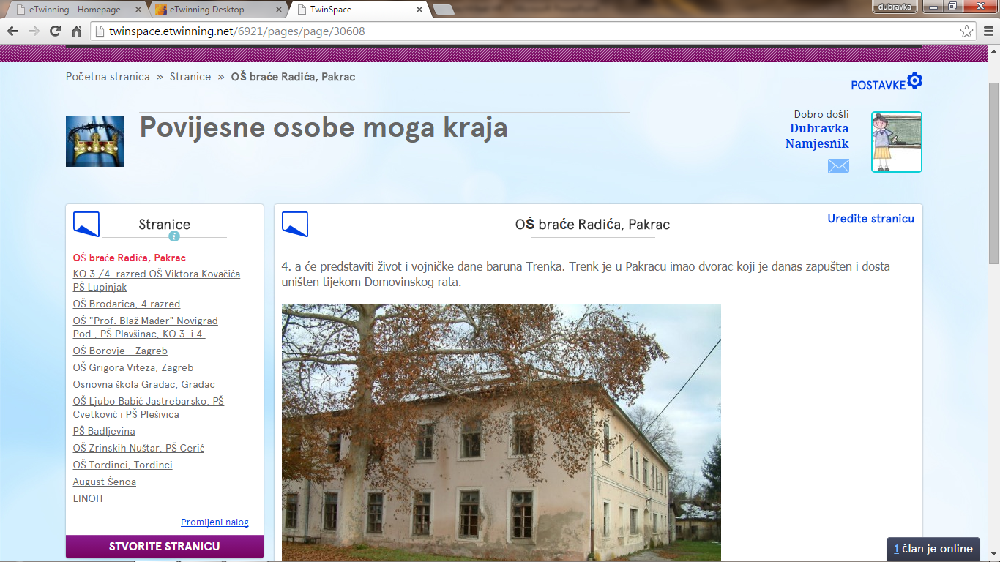 eTwinning - Homepage
eTwinning Desktop
TwinSpace
dubravka
twinspace.etwinning.net/6921/pages/page/30608
Početna stranica » Stranice » OŠ braće Radića, Pakrac
POSTAVKE
Povijesne osobe moga kraja
Dobro došli
Dubravka
Namjesnik
Stranice
i
OŠ braće Radića, Pakrac
KO 3./4. razred OŠ Viktora Kovačića
PŠ Lupinjak
OŠ Brodarica, 4.razred
OŠ "Prof. Blaž Mađer" Novigrad
Pod., PŠ Plavšinac, KO 3. i 4.
OŠ Borovje - Zagreb
OŠ Grigora Viteza, Zagreb
Osnovna škola Gradac, Gradac
OŠ Ljubo Babić Jastrebarsko, PŠ
Cvetković i PŠ Plešivica
PŠ Badljevina
OŠ Zrinskih Nuštar, PŠ Cerić
OŠ Tordinci, Tordinci
August Šenoa
LINOIT
Promijeni nalog
STVORITE STRANICU
OŠ braće Radića, Pakrac
Uredite stranicu
4. a će predstaviti život i vojničke dane baruna Trenka. Trenk je u Pakracu imao dvorac koji je danas zapušten i dosta
uništen tijekom Domovinskog rata.
1 član je online